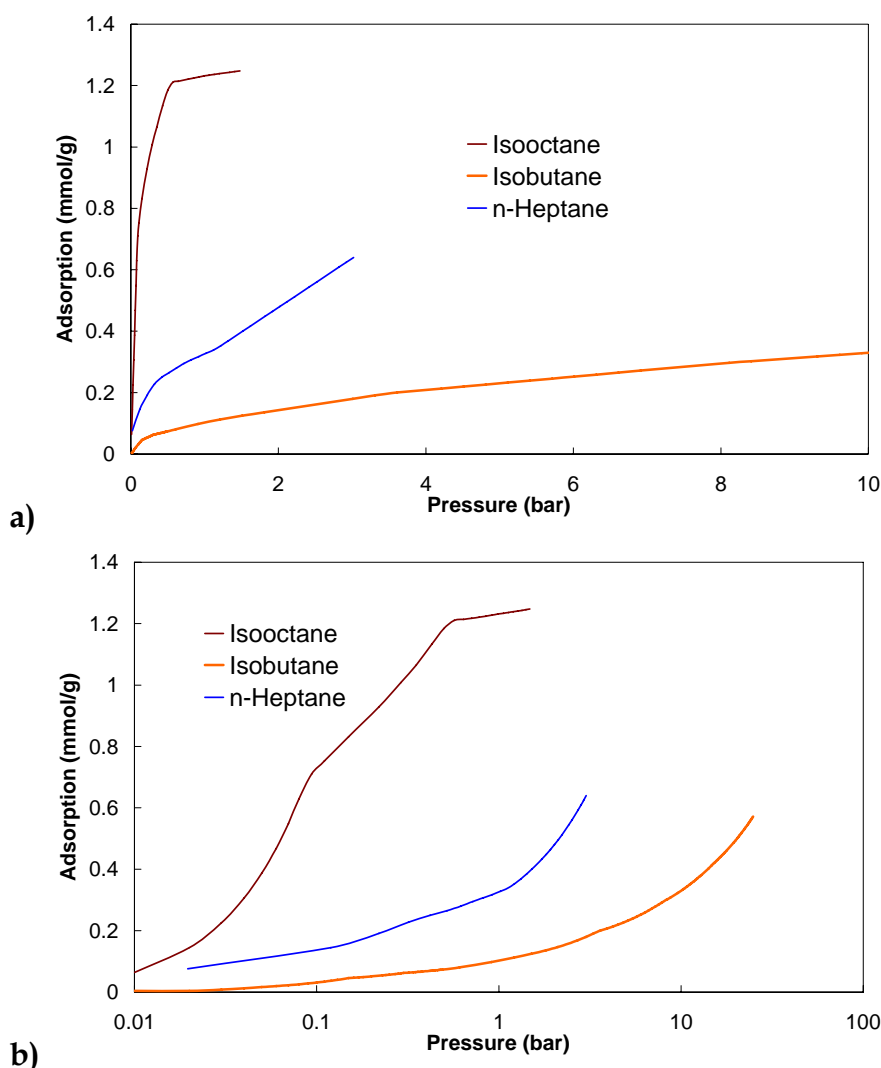 1.4
1.2
1
0.8
0.6
0.4
0.2
0
Adsorption (mmol/g)
Isooctane
Isobutane
n-Heptane
0 2 4 6 8 10
Pressure (bar)
a)
1.4
1.2
1
0.8
0.6
0.4
0.2
0
Adsorption (mmol/g)
Isooctane
Isobutane
n-Heptane
0.01 0.1 1 10 100
Pressure (bar)
b)